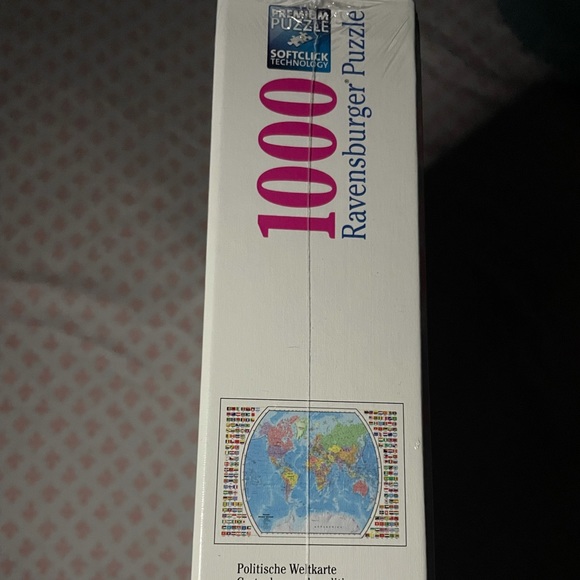 PREMIUM
PUZZLE
SOFTCLICK
TECHNOLOGY
1000
Ravensburger® Puzzle
Politische Weltkarte